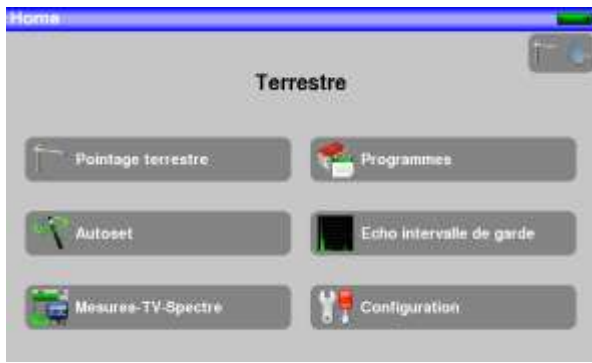 Home
Terrestre
Pointage terrestre
Programmes
Autoset
Echo intervalle de garde
Mesures-TV-Spectre
Configuration